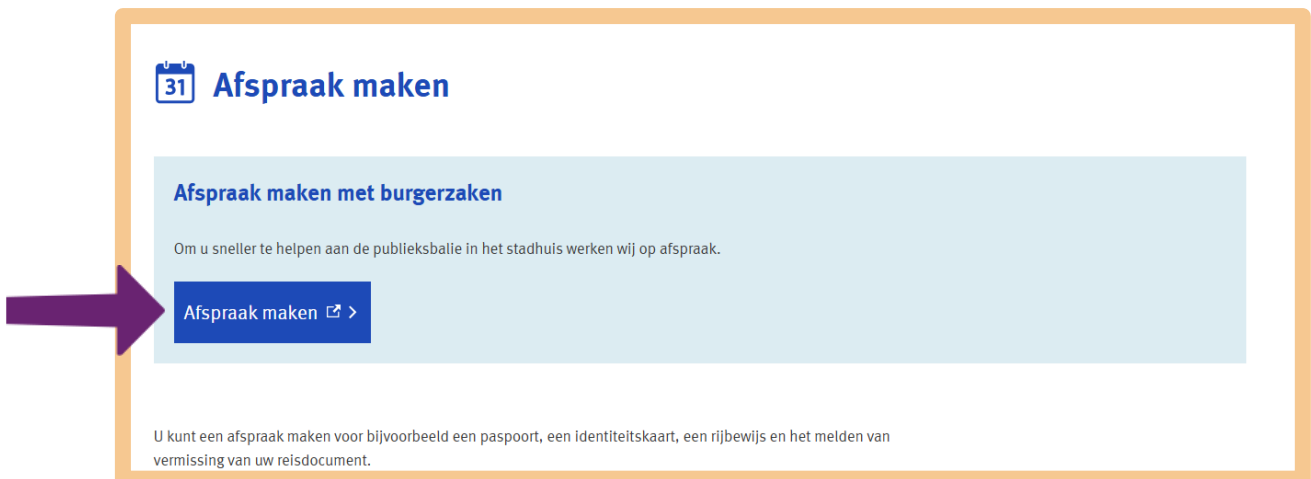 31 Afspraak maken
Afspraak maken met burgerzaken
Om u sneller te helpen aan de publieksbalie in het stadhuis werken wij op afspraak.
Afspraak maken
U kunt een afspraak maken voor bijvoorbeeld een paspoort, een identiteitskaart, een rijbewijs en het melden van
vermissing van uw reisdocument.